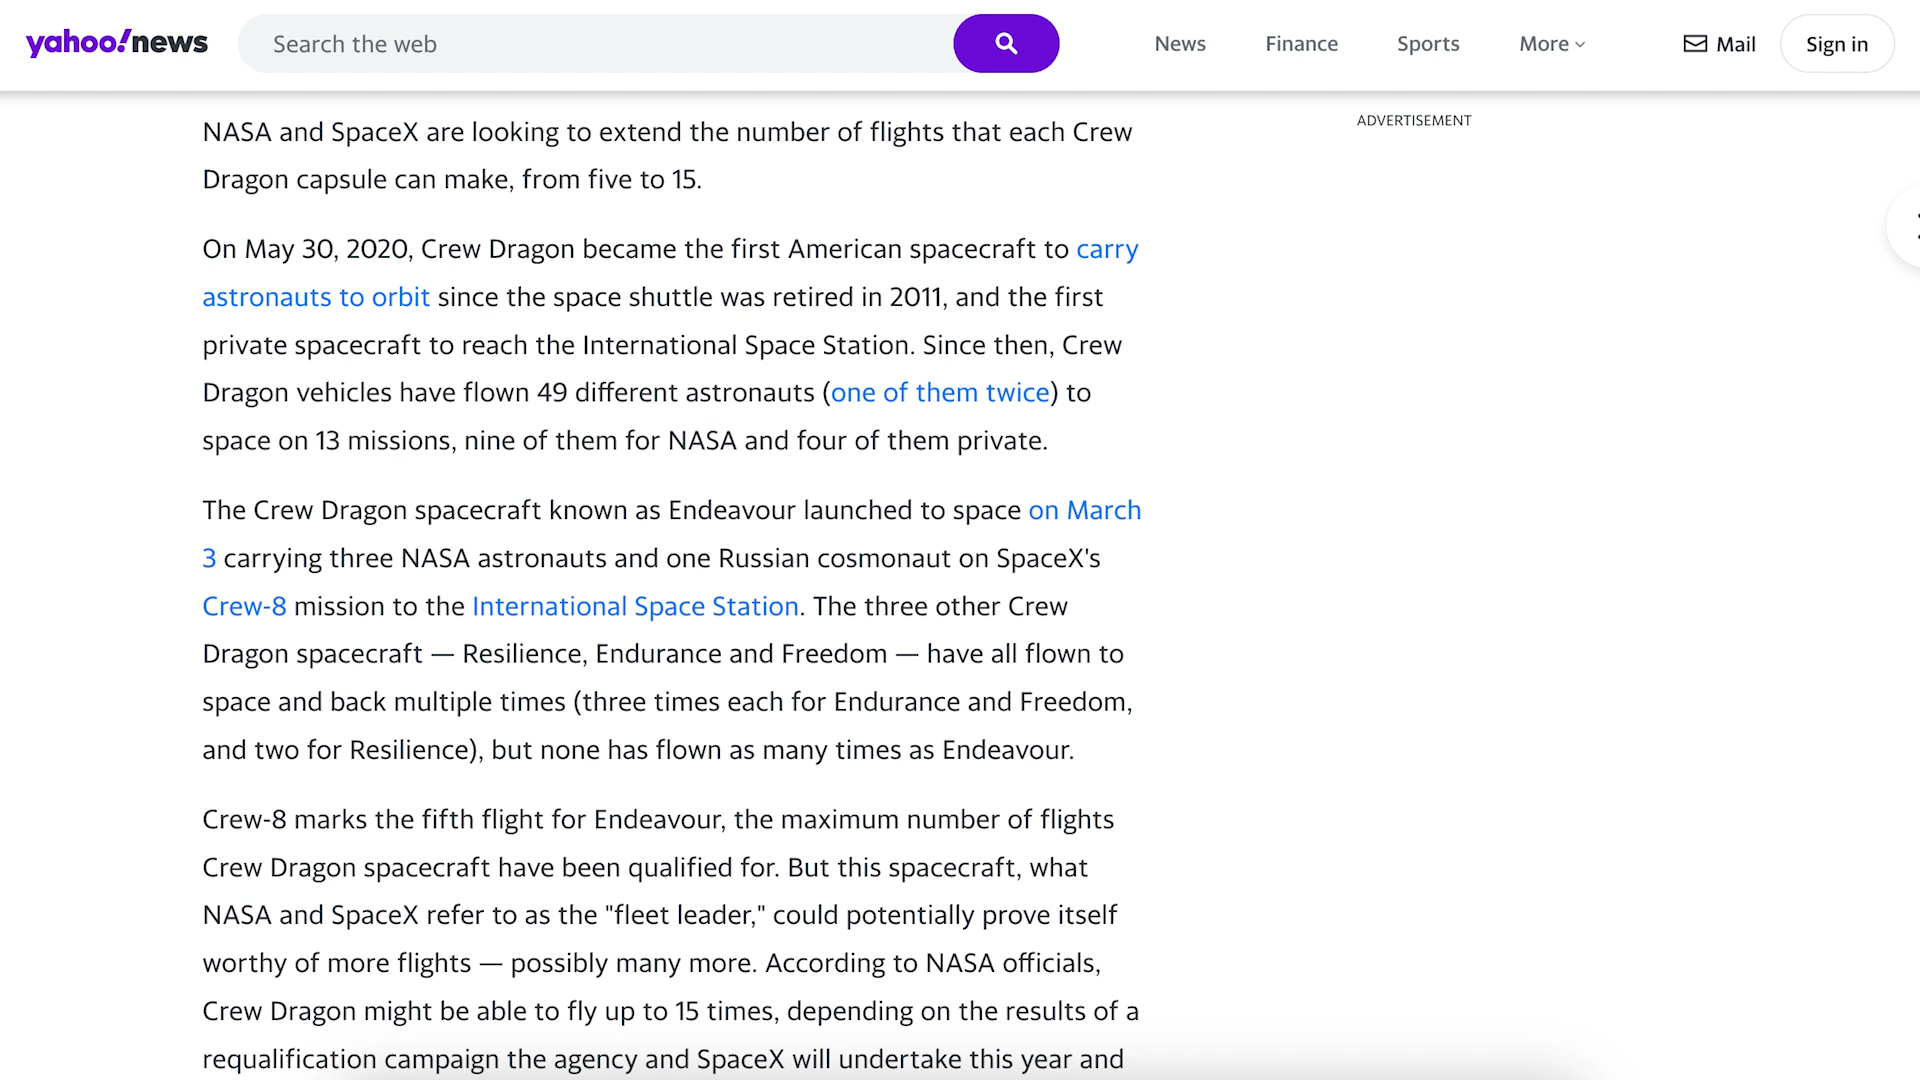 yahoo!news
Search the web
News
Finance
Sports
More
Mail
Sign in
ADVERTISEMENT
NASA and SpaceX are looking to extend the number of flights that each Crew
Dragon capsule can make, from five to 15.
On May 30, 2020, Crew Dragon became the first American spacecraft to carry
astronauts to orbit since the space shuttle was retired in 2011, and the first
private spacecraft to reach the International Space Station. Since then, Crew
Dragon vehicles have flown 49 different astronauts (one of them twice) to
space on 13 missions, nine of them for NASA and four of them private.
The Crew Dragon spacecraft known as Endeavour launched to space on March
3 carrying three NASA astronauts and one Russian cosmonaut on SpaceX's
Crew-8 mission to the International Space Station. The three other Crew
Dragon spacecraft — Resilience, Endurance and Freedom — have all flown to
space and back multiple times (three times each for Endurance and Freedom,
and two for Resilience), but none has flown as many times as Endeavour.
Crew-8 marks the fifth flight for Endeavour, the maximum number of flights
Crew Dragon spacecraft have been qualified for. But this spacecraft, what
NASA and SpaceX refer to as the "fleet leader," could potentially prove itself
worthy of more flights — possibly many more. According to NASA officials,
Crew Dragon might be able to fly up to 15 times, depending on the results of a
requalification campaign the agency and SpaceX will undertake this year and